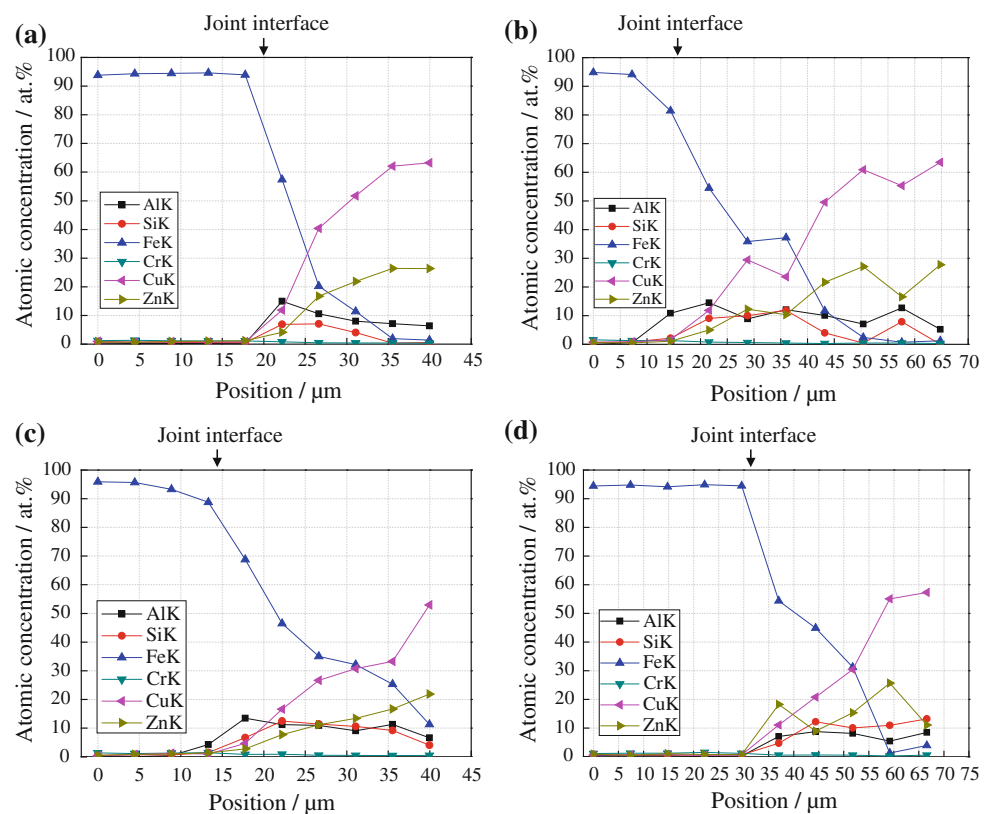 (a)
Joint interface
Atomic concentration / at.%
100
90
80
70
60
50
40
30
20
10
0
AlK
SiK
FeK
CrK
CuK
ZnK
0 5 10 15 20 25 30 35 40 45
Position / µm
(b)
Joint interface
Atomic concentration / at.%
100
90
80
70
60
50
40
30
20
10
0
AlK
SiK
FeK
CrK
CuK
ZnK
0 5 10 15 20 25 30 35 40 45 50 55 60 65 70
Position / µm
(c)
Joint interface
Atomic concentration / at.%
100
90
80
70
60
50
40
30
20
10
0
AlK
SiK
FeK
CrK
CuK
ZnK
0 5 10 15 20 25 30 35 40 45
Position / µm
(d)
Joint interface
Atomic concentration / at.%
100
90
80
70
60
50
40
30
20
10
0
AlK
SiK
FeK
CrK
CuK
ZnK
0 5 10 15 20 25 30 35 40 45 50 55 60 65 70 75
Position / µm